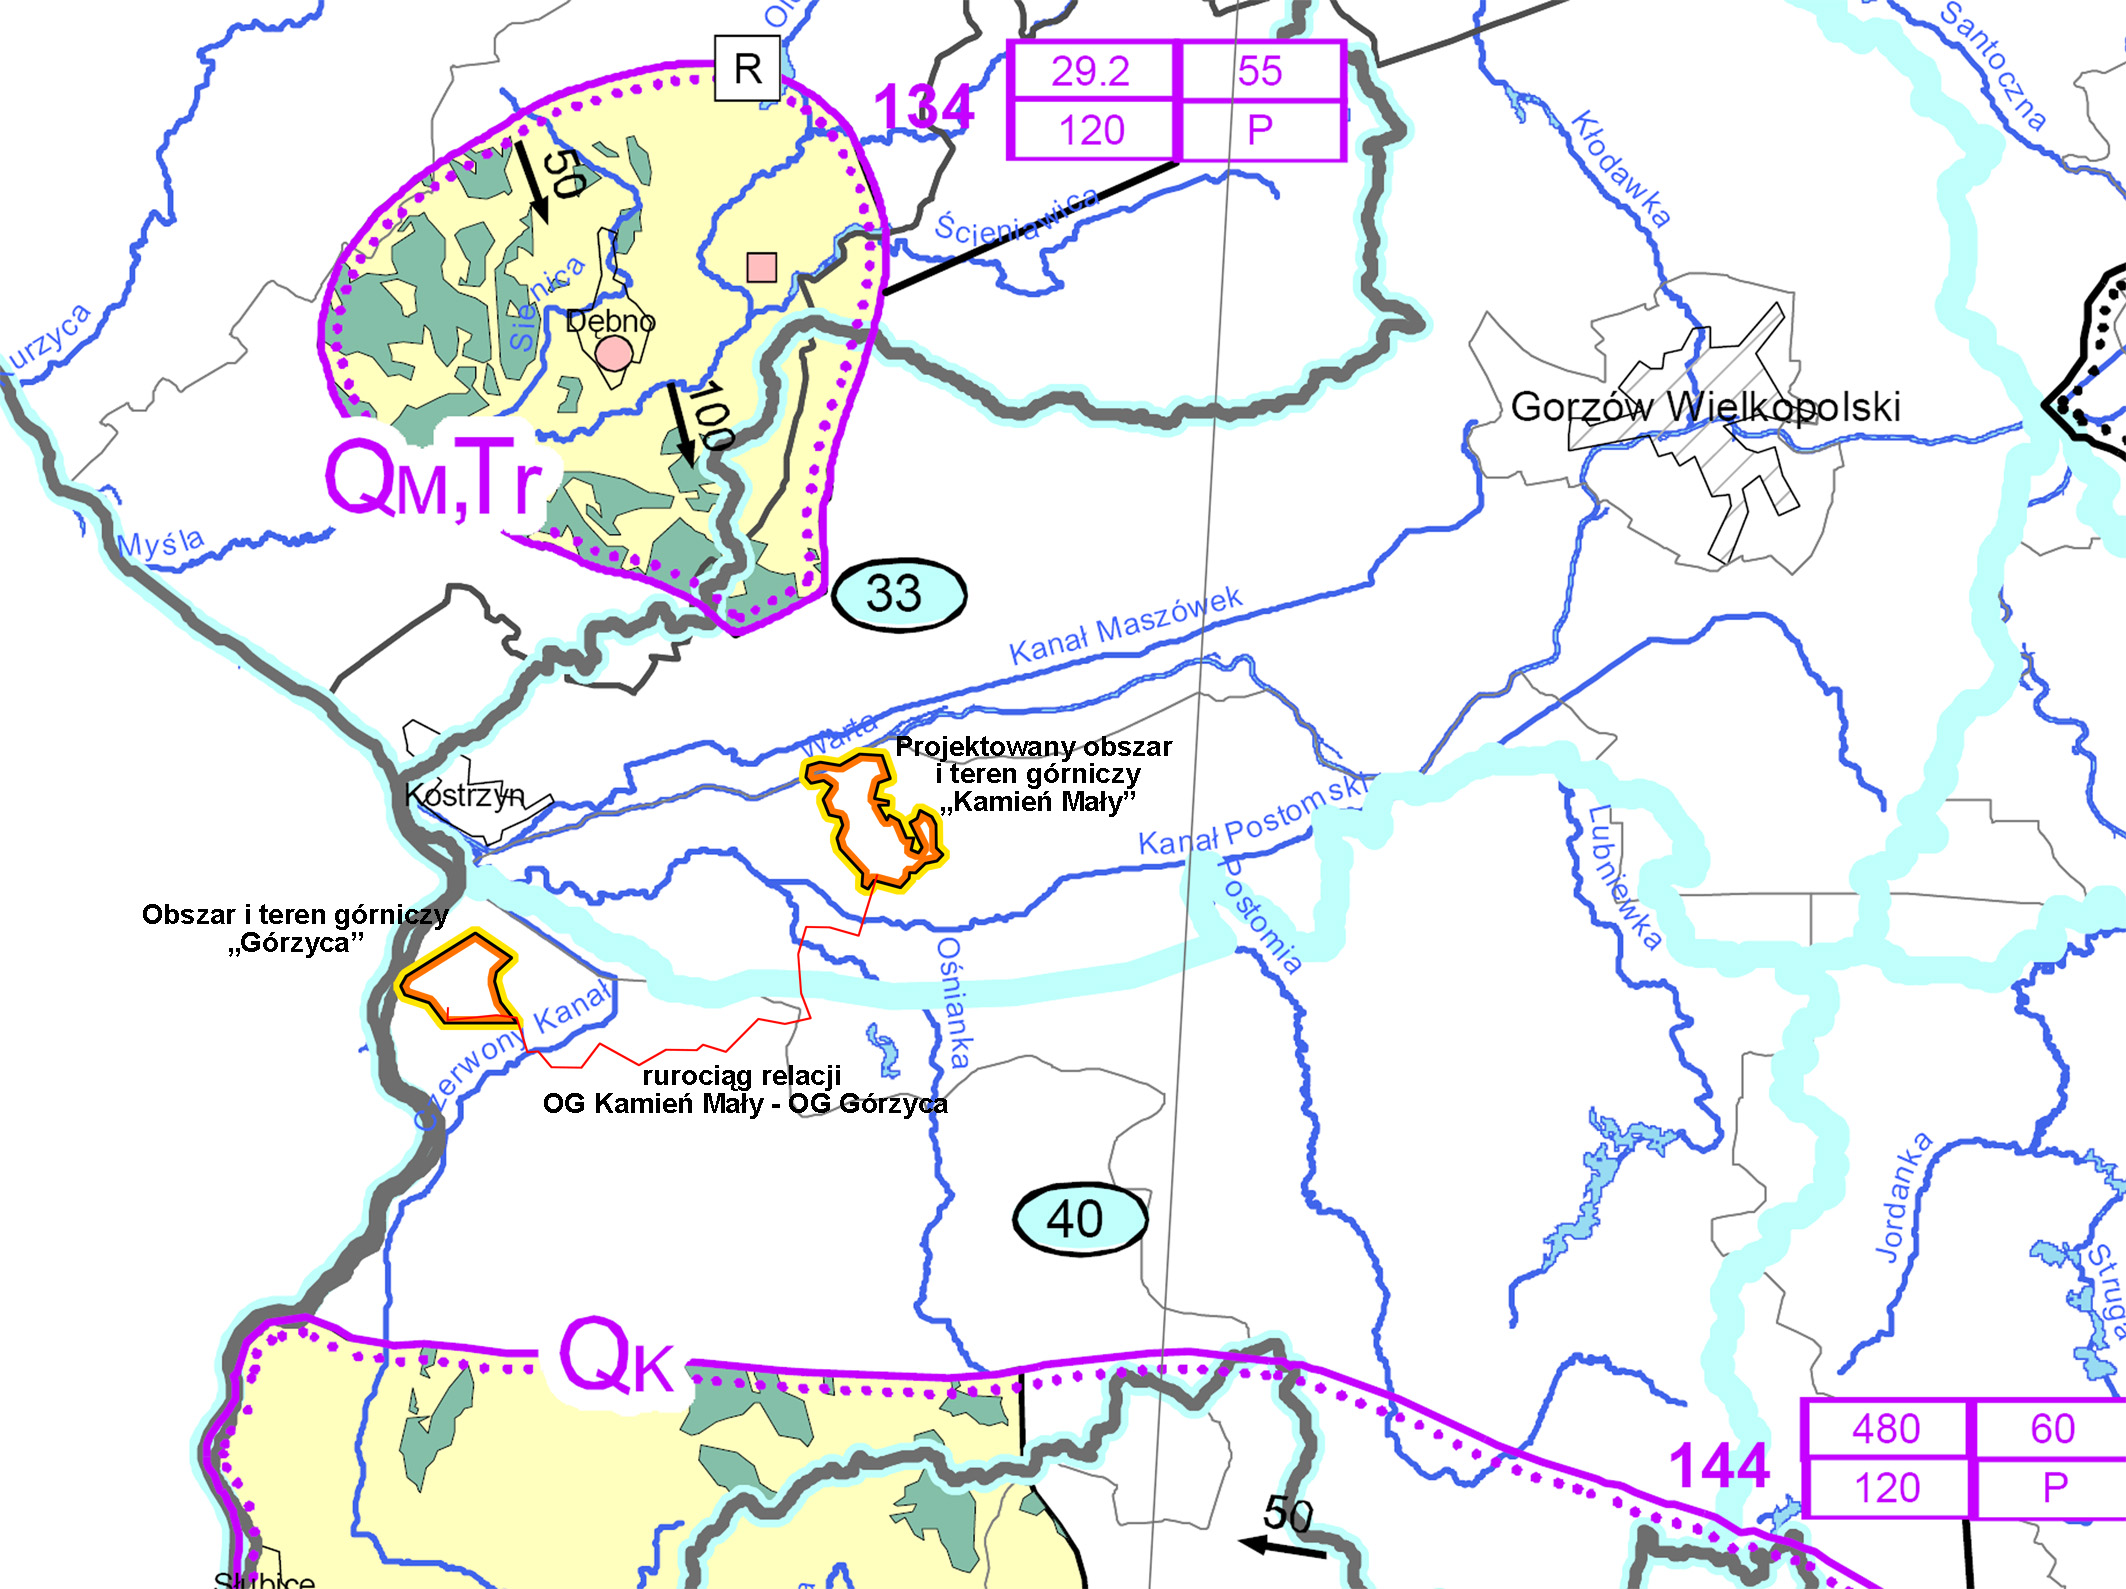 Santoczna
R
134
29.2
55
120
P
50
Kłodawka
Ścieniawica
Sienica
Dębno
Kurzyca
100
Gorzów Wielkopolski
QM,Tr
Myśla
33
Kanał Maszówek
Warta
Projektowany obszar
i teren górniczy
„Kamień Mały”
Kostrzyn
Kanał Postomski
Postomia
Lubniewka
Obszar i teren górniczy
„Górzyca”
Ośnianka
Czerwony Kanał
rurociąg relacji
OG Kamień Mały - OG Górzyca
Jordanka
40
Struga
QK
144
480
60
120
P
50
Słubice